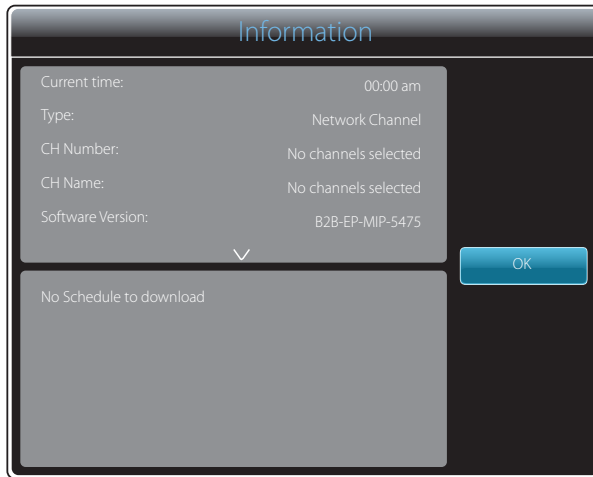 Information
Current time: 00:00 am
Type: Network Channel
CH Number: No channels selected
CH Name: No channels selected
Software Version: B2B-EP-MIP-5475
OK
No Schedule to download